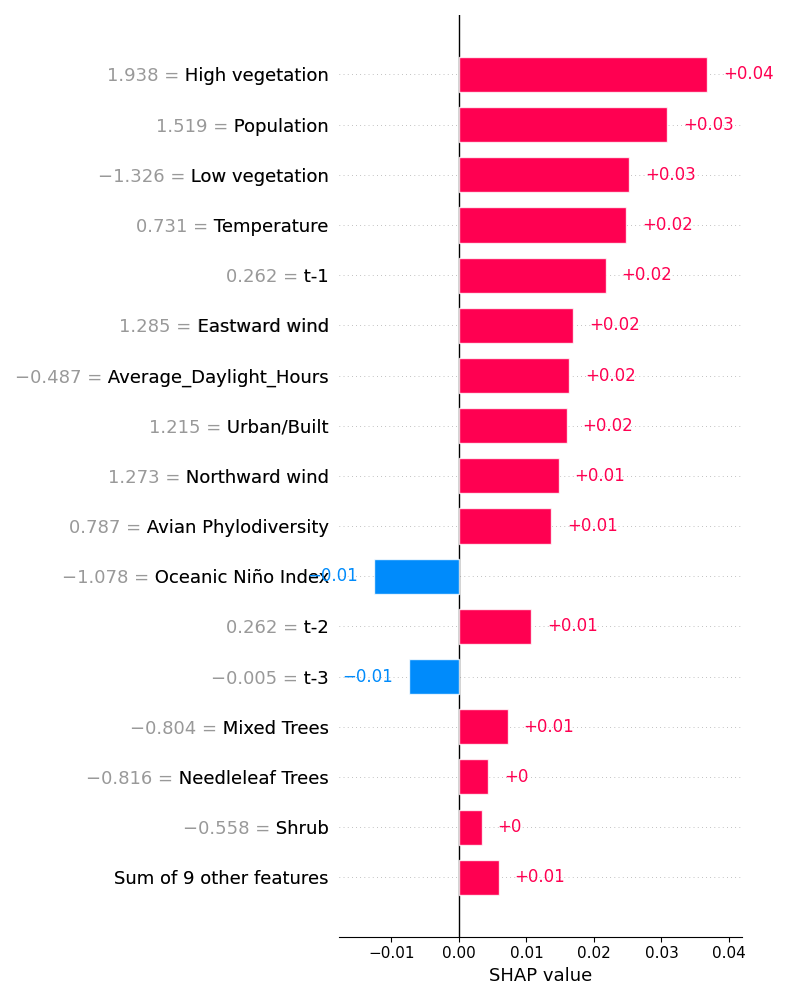 1.938 = High vegetation +0.04
1.519 = Population +0.03
−1.326 = Low vegetation +0.03
0.731 = Temperature +0.02
0.262 = t-1 +0.02
1.285 = Eastward wind +0.02
−0.487 = Average_Daylight_Hours +0.02
1.215 = Urban/Built +0.02
1.273 = Northward wind +0.01
0.787 = Avian Phylodiversity +0.01
−1.078 = Oceanic Niño Index −0.01
0.262 = t-2 +0.01
−0.005 = t-3 −0.01
−0.804 = Mixed Trees +0.01
−0.816 = Needleleaf Trees +0
−0.558 = Shrub +0
Sum of 9 other features +0.01
−0.01 0.00 0.01 0.02 0.03 0.04
SHAP value